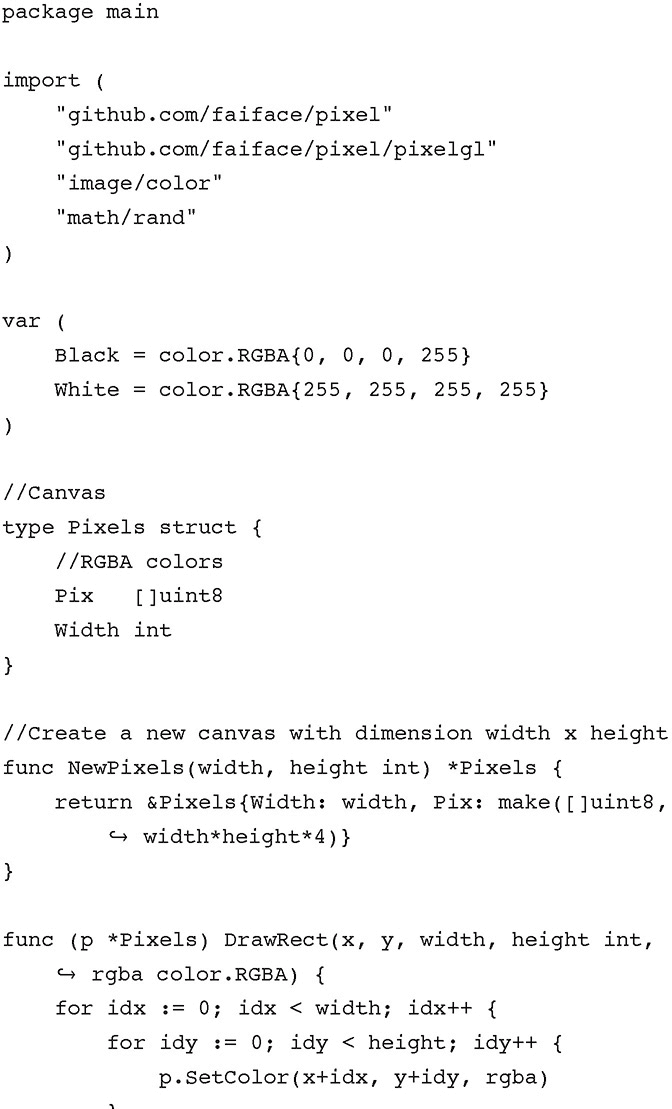 package main

import (
    "github.com/faiface/pixel"
    "github.com/faiface/pixel/pixelgl"
    "image/color"
    "math/rand"
)

var (
    Black = color.RGBA{0, 0, 0, 255}
    White = color.RGBA{255, 255, 255, 255}
)

//Canvas
type Pixels struct {
    //RGBA colors
    Pix   []uint8
    Width int
}

//Create a new canvas with dimension width x height
func NewPixels(width, height int) *Pixels {
    return &Pixels{Width: width, Pix: make([]uint8,
        ↪ width*height*4)}
}

func (p *Pixels) DrawRect(x, y, width, height int,
    ↪ rgba color.RGBA) {
    for idx := 0; idx < width; idx++ {
        for idy := 0; idy < height; idy++ {
            p.SetColor(x+idx, y+idy, rgba)
        }